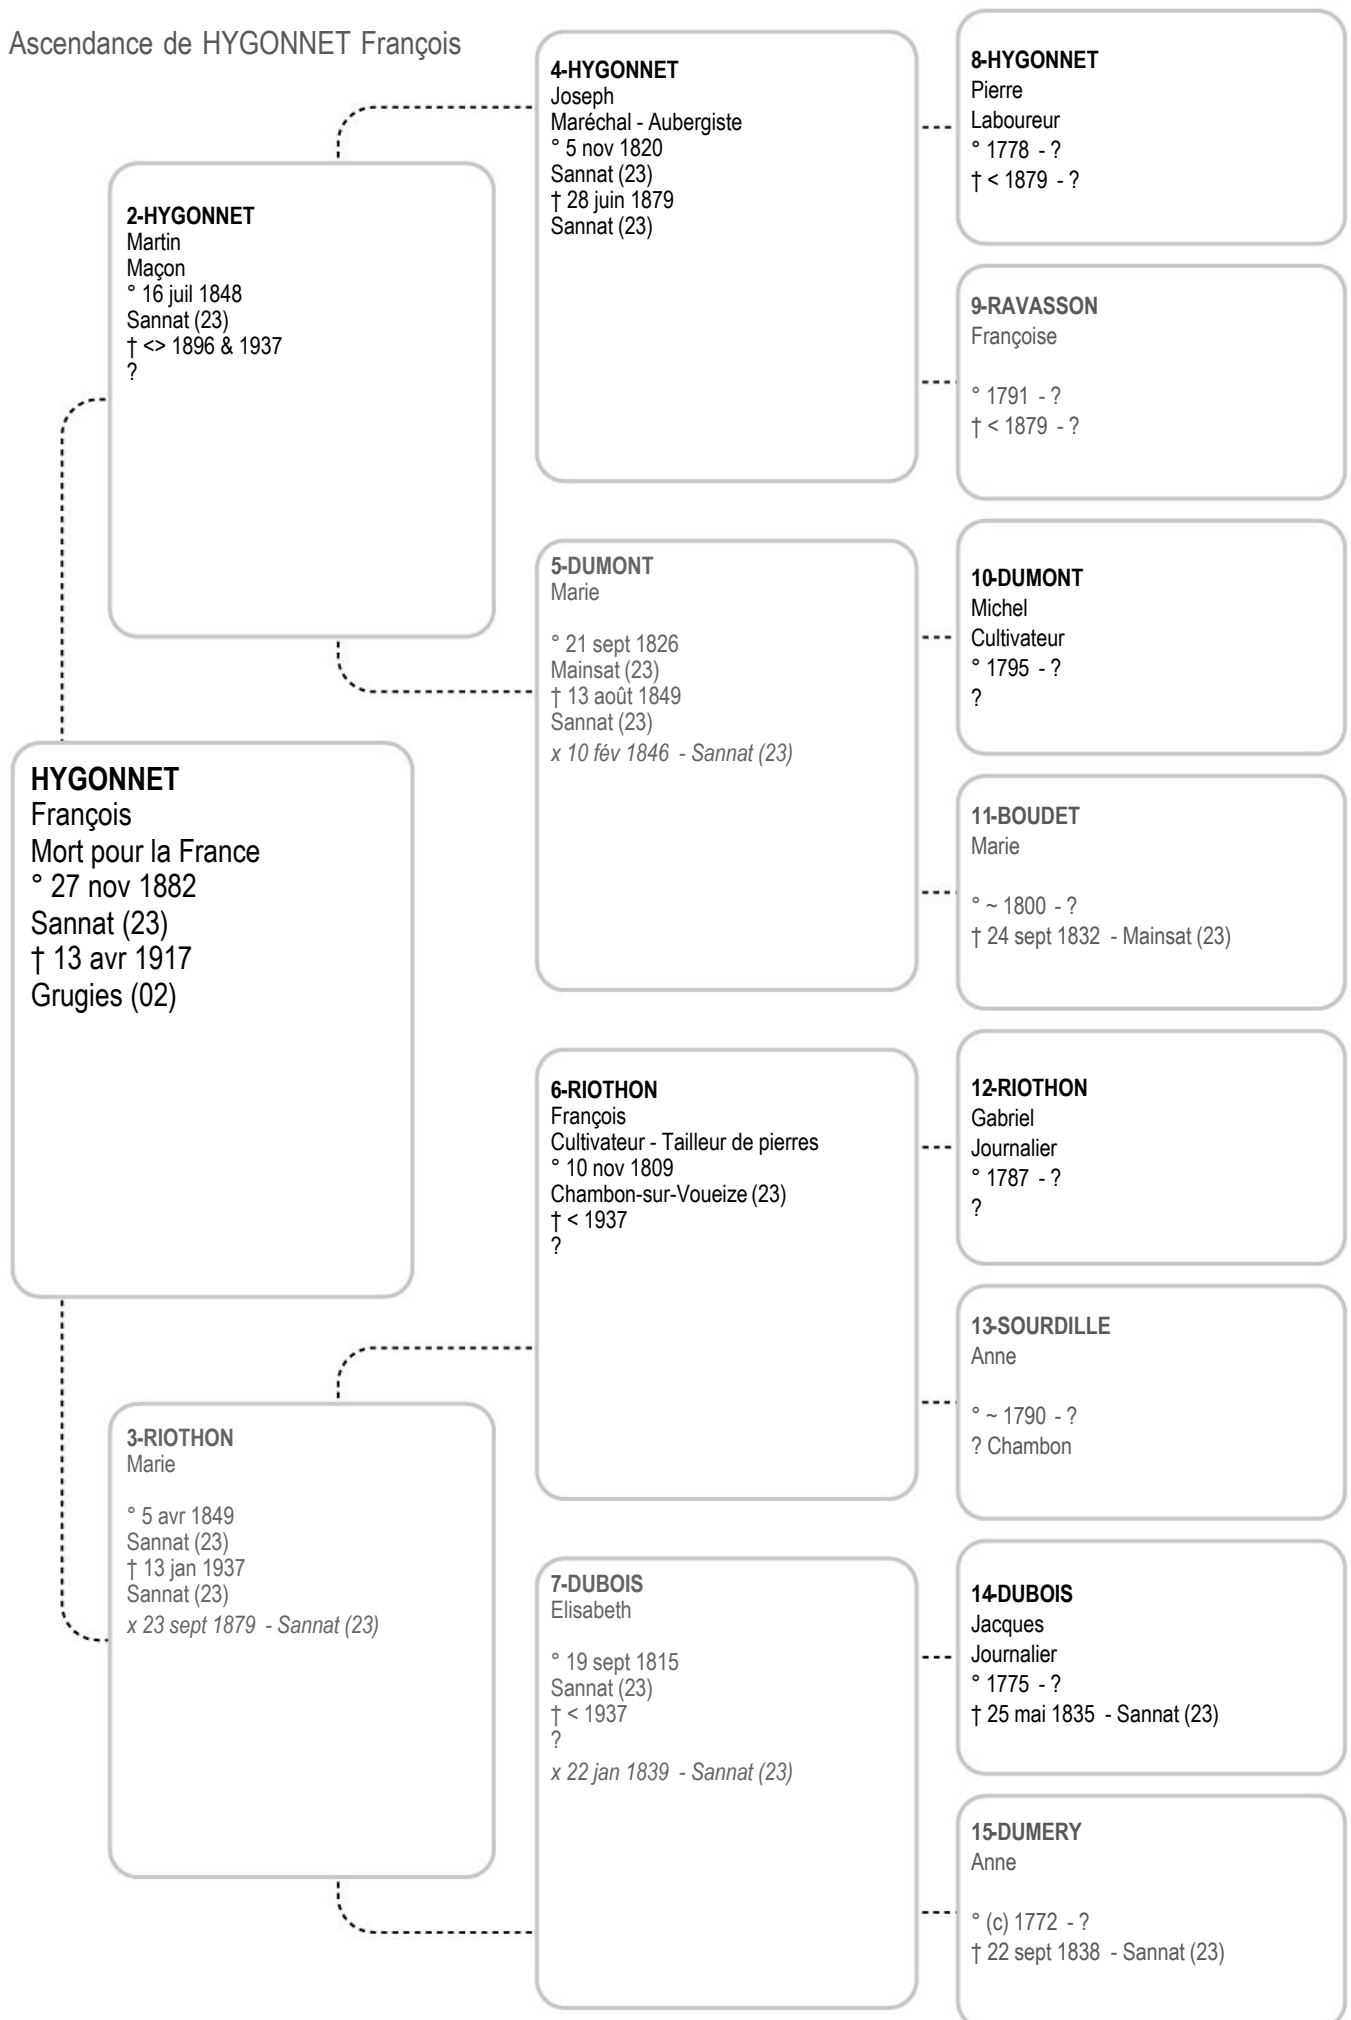 Ascendance de HYGONNET François
HYGONNET
François
Mort pour la France
° 27 nov 1882
Sannat (23)
† 13 avr 1917
Grugies (02)
2-HYGONNET
Martin
Maçon
° 16 juil 1848
Sannat (23)
† <> 1896 & 1937
?
3-RIOTHON
Marie
° 5 avr 1849
Sannat (23)
† 13 jan 1937
Sannat (23)
x 23 sept 1879 - Sannat (23)
4-HYGONNET
Joseph
Maréchal - Aubergiste
° 5 nov 1820
Sannat (23)
† 28 juin 1879
Sannat (23)
5-DUMONT
Marie
° 21 sept 1826
Mainsat (23)
† 13 août 1849
Sannat (23)
x 10 fév 1846 - Sannat (23)
6-RIOTHON
François
Cultivateur - Tailleur de pierres
° 10 nov 1809
Chambon-sur-Voueize (23)
† < 1937
?
7-DUBOIS
Elisabeth
° 19 sept 1815
Sannat (23)
† < 1937
?
x 22 jan 1839 - Sannat (23)
8-HYGONNET
Pierre
Laboureur
° 1778 - ?
† < 1879 - ?
9-RAVASSON
Françoise
° 1791 - ?
† < 1879 - ?
10-DUMONT
Michel
Cultivateur
° 1795 - ?
?
11-BOUDET
Marie
° ~ 1800 - ?
† 24 sept 1832 - Mainsat (23)
12-RIOTHON
Gabriel
Journalier
° 1787 - ?
?
13-SOURDILLE
Anne
° ~ 1790 - ?
? Chambon
14-DUBOIS
Jacques
Journalier
° 1775 - ?
† 25 mai 1835 - Sannat (23)
15-DUMERY
Anne
° (c) 1772 - ?
† 22 sept 1838 - Sannat (23)